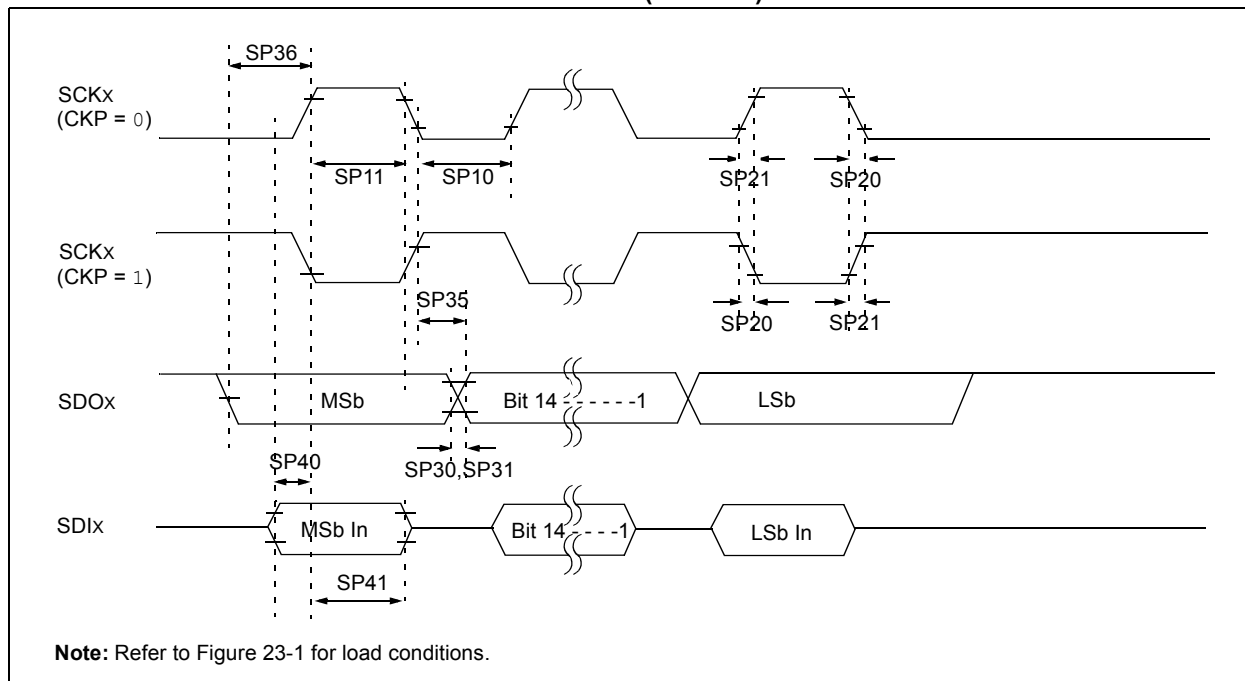 SP36
SCKx
(CKP = 0)
SP11
SP10
SP21
SP20
SCKx
(CKP = 1)
SP35
SP20
SP21
SDOx
MSb
Bit 14 - - - - - -1
LSb
SP40
SP30,SP31
SDIx
MSb In
Bit 14 - - - - -1
LSb In
SP41
Note: Refer to Figure 23-1 for load conditions.